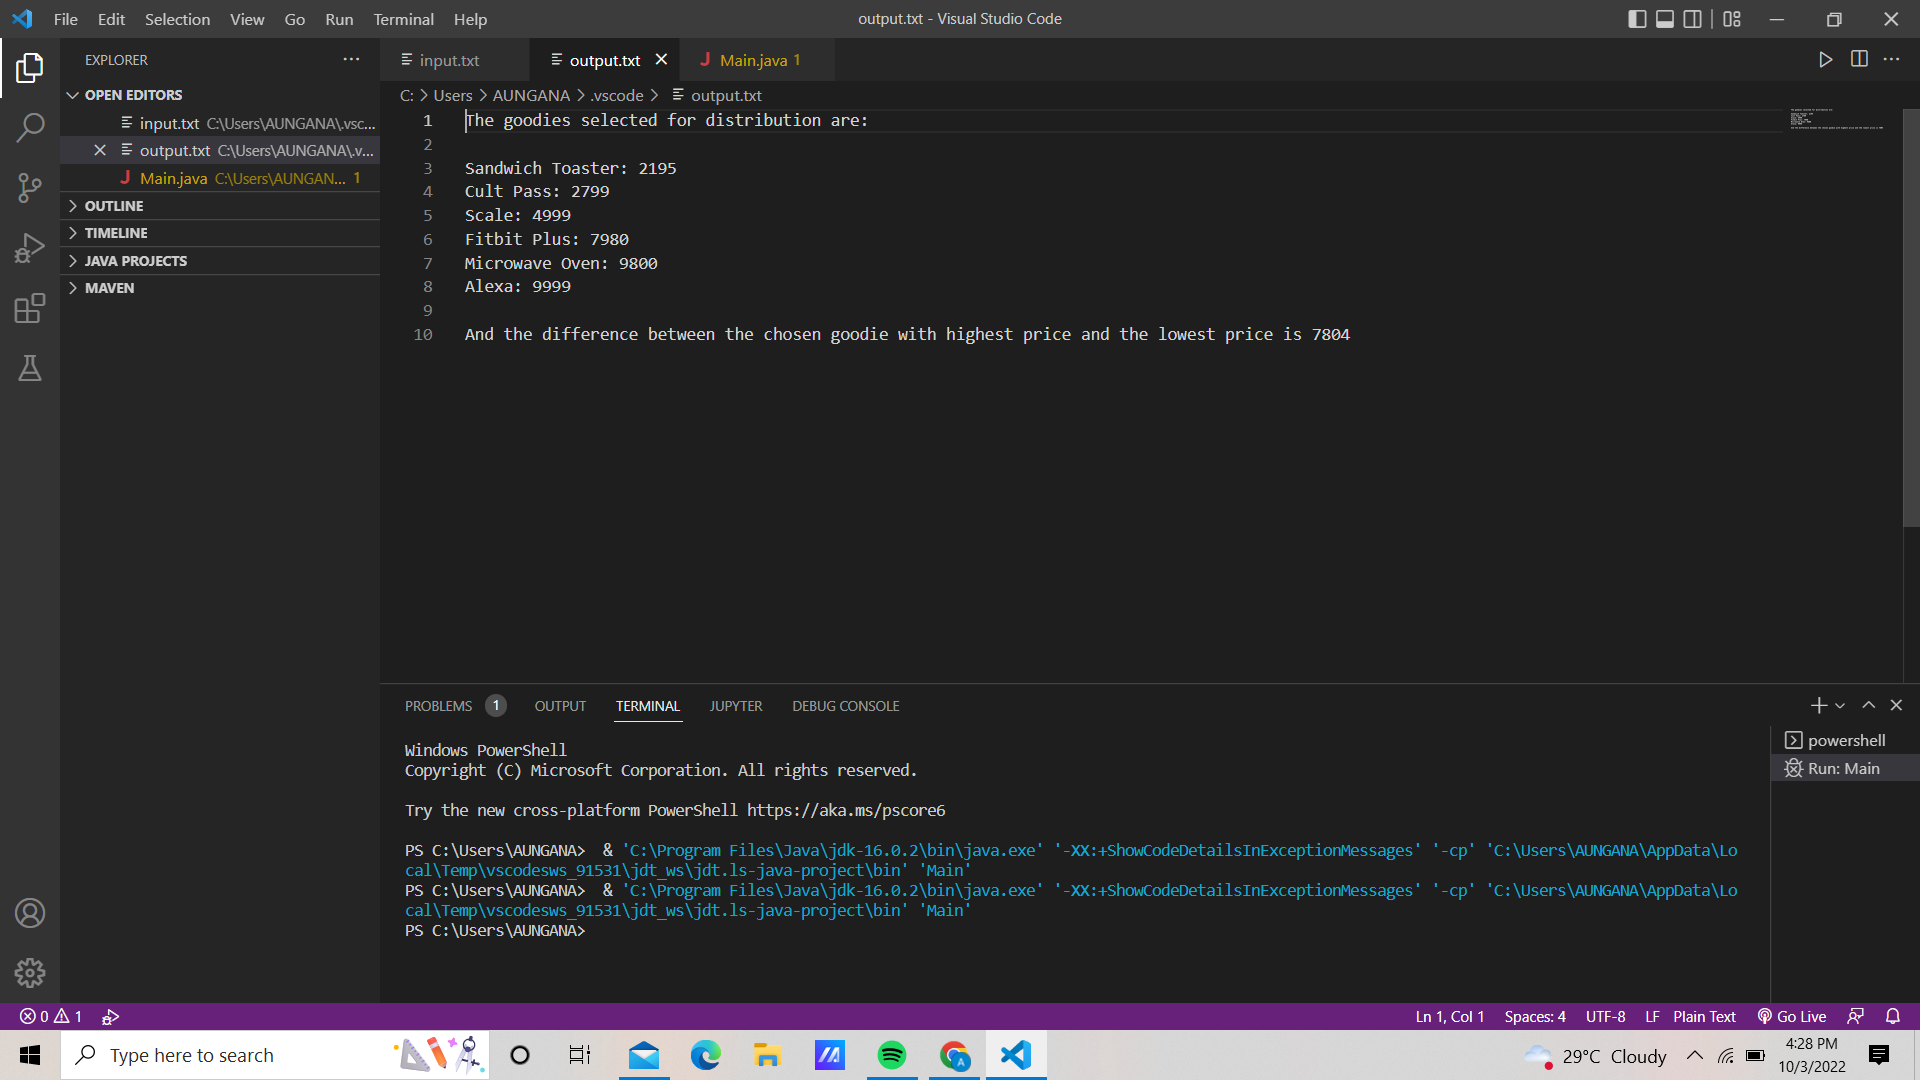 File Edit Selection View Go Run Terminal Help
output.txt - Visual Studio Code
EXPLORER
OPEN EDITORS
input.txt C:\Users\AUNGANA\.vsc...
output.txt C:\Users\AUNGANA\.v...
Main.java C:\Users\AUNGAN... 1
OUTLINE
TIMELINE
JAVA PROJECTS
MAVEN
input.txt output.txt Main.java 1
C: > Users > AUNGANA > .vscode > output.txt
1 The goodies selected for distribution are:
2
3 Sandwich Toaster: 2195
4 Cult Pass: 2799
5 Scale: 4999
6 Fitbit Plus: 7980
7 Microwave Oven: 9800
8 Alexa: 9999
9
10 And the difference between the chosen goodie with highest price and the lowest price is 7804
PROBLEMS 1 OUTPUT TERMINAL JUPYTER DEBUG CONSOLE
Windows PowerShell
Copyright (C) Microsoft Corporation. All rights reserved.
Try the new cross-platform PowerShell https://aka.ms/pscore6
PS C:\Users\AUNGANA>  & 'C:\Program Files\Java\jdk-16.0.2\bin\java.exe' '-XX:+ShowCodeDetailsInExceptionMessages' '-cp' 'C:\Users\AUNGANA\AppData\Lo
cal\Temp\vscodesws_91531\jdt_ws\jdt.ls-java-project\bin' 'Main'
PS C:\Users\AUNGANA>  & 'C:\Program Files\Java\jdk-16.0.2\bin\java.exe' '-XX:+ShowCodeDetailsInExceptionMessages' '-cp' 'C:\Users\AUNGANA\AppData\Lo
cal\Temp\vscodesws_91531\jdt_ws\jdt.ls-java-project\bin' 'Main'
PS C:\Users\AUNGANA>
powershell
Run: Main
0 1
Ln 1, Col 1 Spaces: 4 UTF-8 LF Plain Text Go Live
Type here to search
A
29°C Cloudy
4:28 PM
10/3/2022